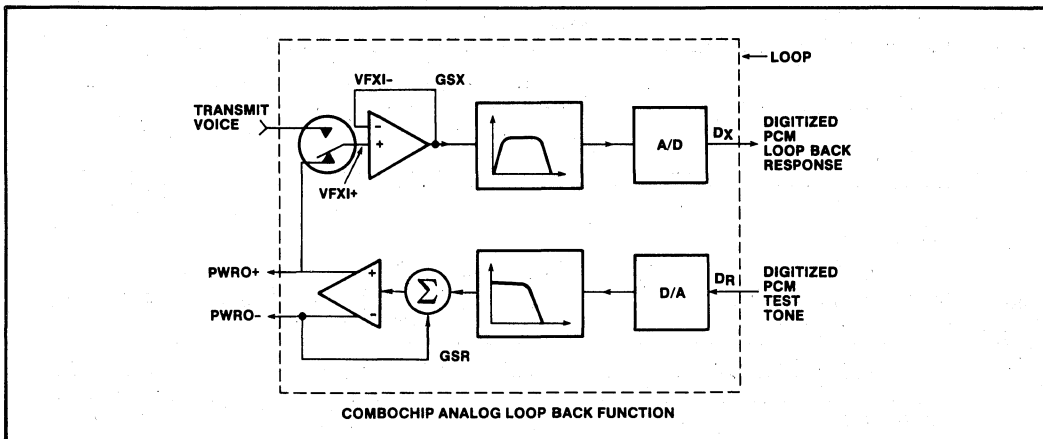 LOOP
VFXI-
GSX
TRANSMIT
VOICE
-
+
VFXI+
A/D
DX
DIGITIZED
PCM
LOOP BACK
RESPONSE
PWRO+
PWRO-
+
-
Σ
GSR
D/A
DR
DIGITIZED
PCM
TEST
TONE
COMBOCHIP ANALOG LOOP BACK FUNCTION